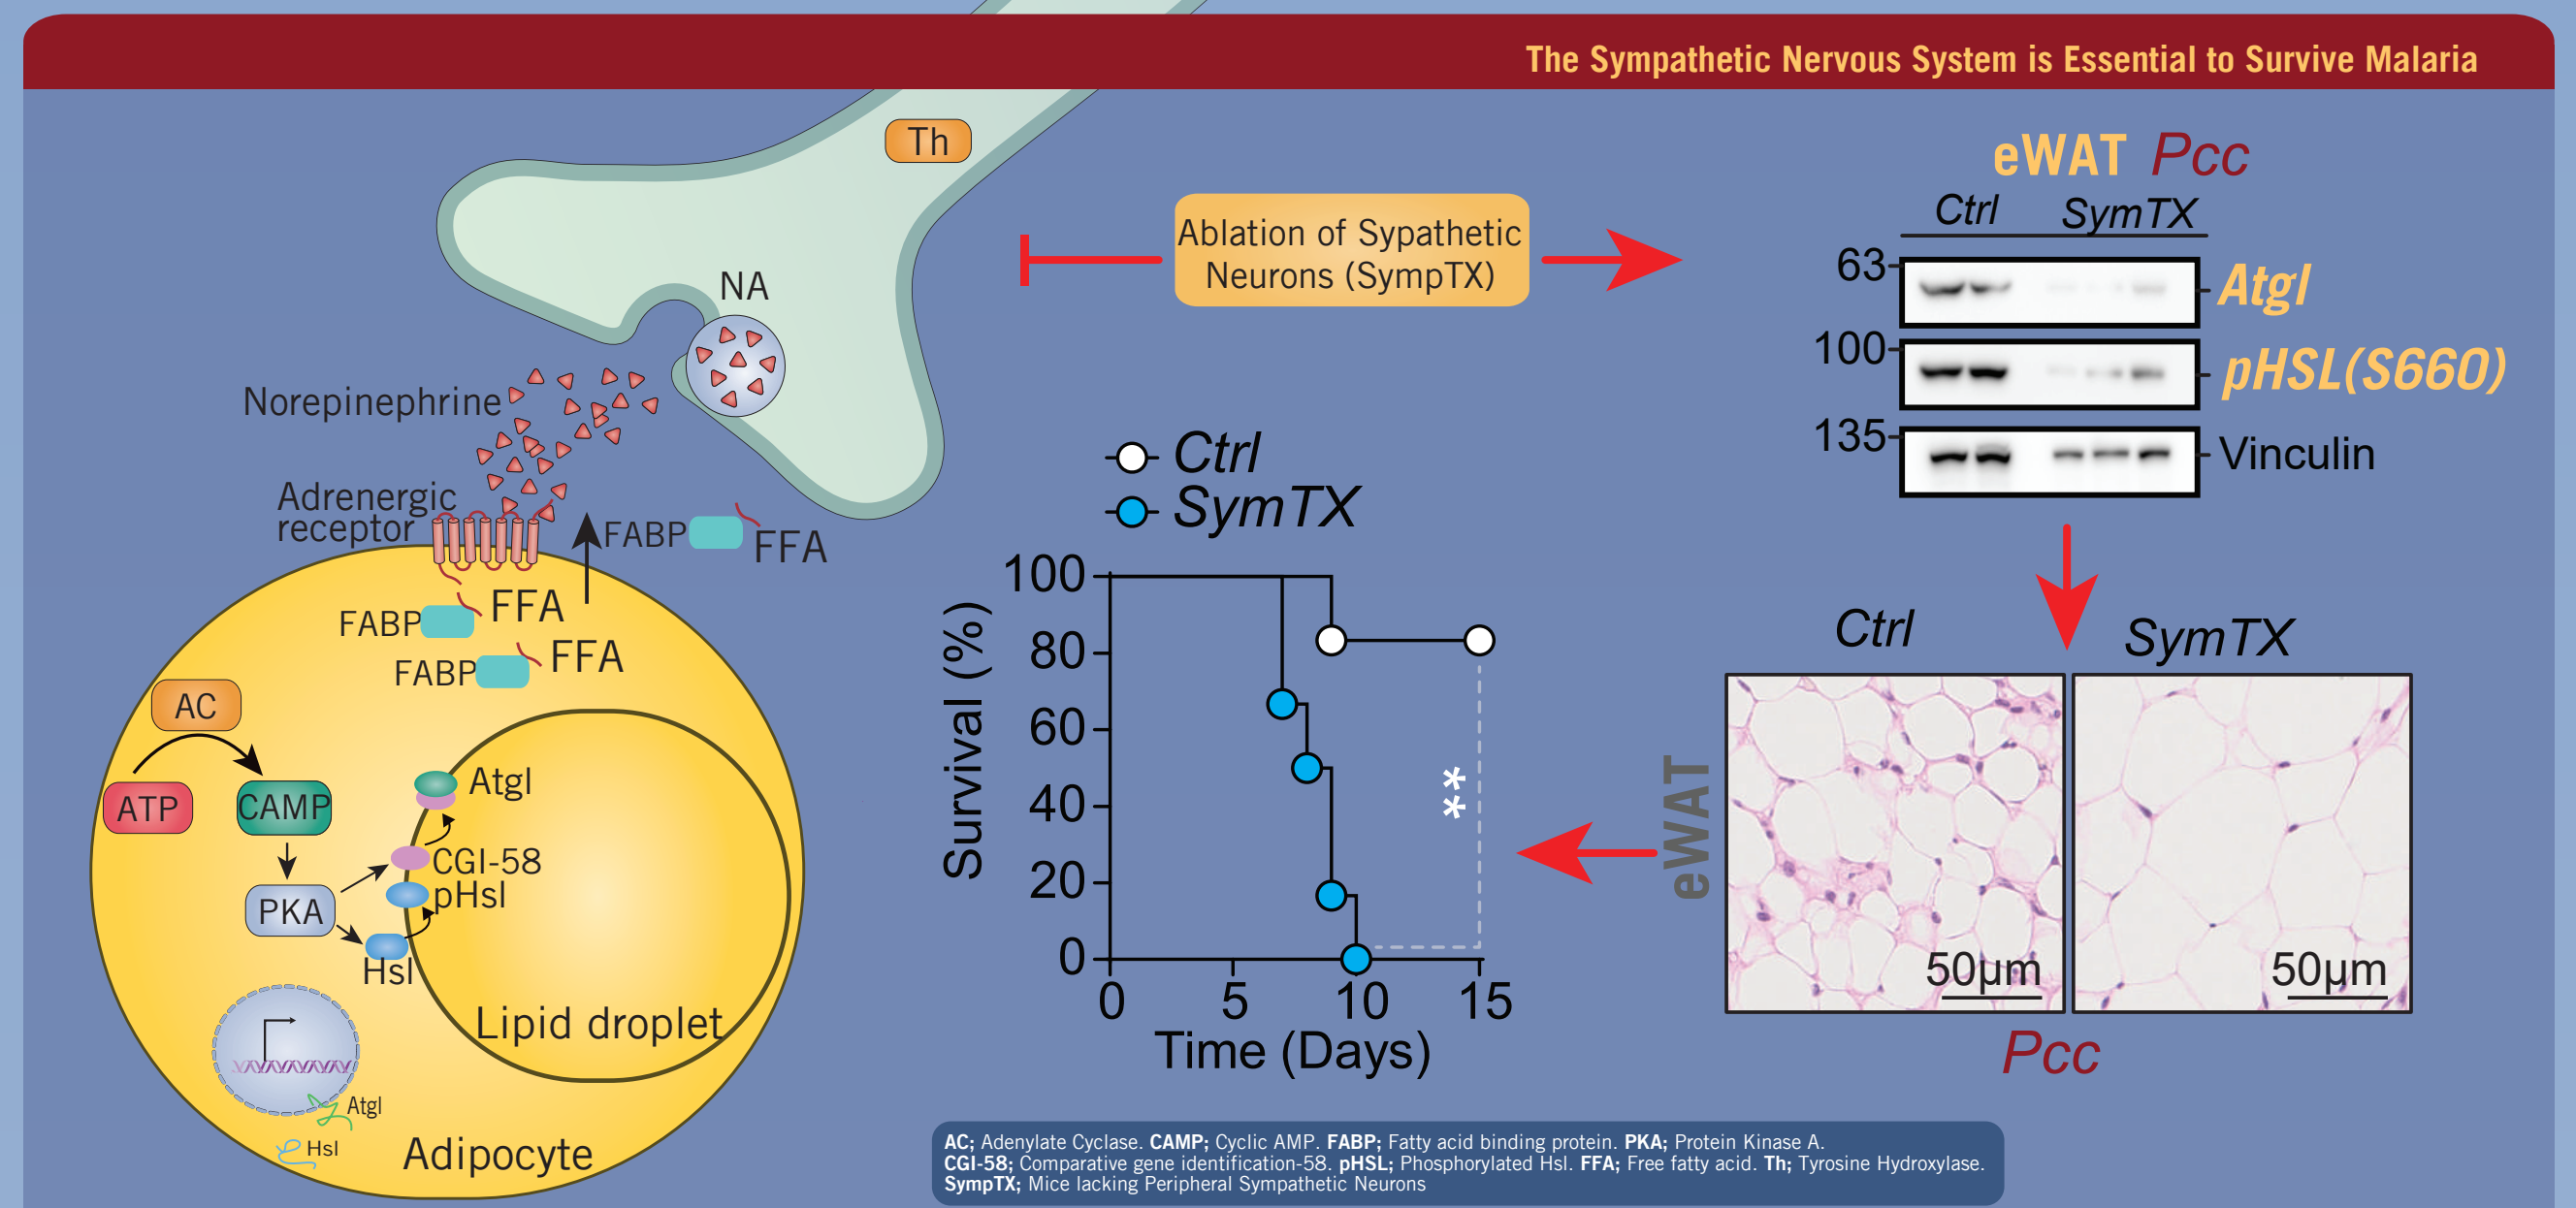 The Sympathetic Nervous System is Essential to Survive Malaria
Th
NA
Norepinephrine
Adrenergic
receptor
FABP
FFA
FABP
FFA
FABP
FFA
AC
ATP
CAMP
PKA
Atgl
CGI-58
pHsl
Hsl
Lipid droplet
Atgl
Hsl
Adipocyte
Ablation of Sypathetic
Neurons (SympTX)
eWAT Pcc
Ctrl SymTX
63
Atgl
100
pHSL(S660)
135
Vinculin
Ctrl
SymTX
100
80
60
40
20
0
Survival (%)
**
0 5 10 15
Time (Days)
Ctrl SymTX
eWAT
50µm 50µm
Pcc
AC; Adenylate Cyclase. CAMP; Cyclic AMP. FABP; Fatty acid binding protein. PKA; Protein Kinase A.
CGI-58; Comparative gene identification-58. pHSL; Phosphorylated Hsl. FFA; Free fatty acid. Th; Tyrosine Hydroxylase.
SympTX; Mice lacking Peripheral Sympathetic Neurons